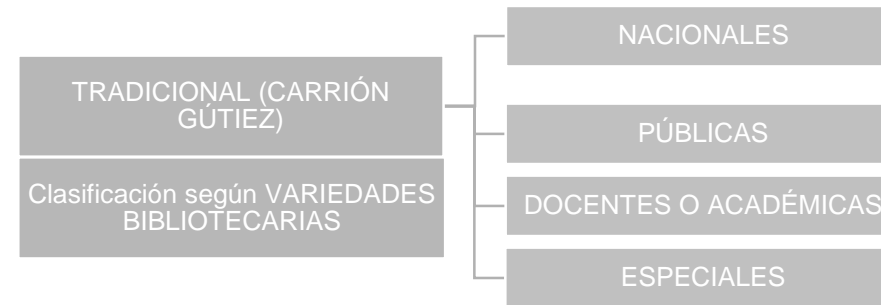 TRADICIONAL (CARRIÓN
GÚTIEZ)
Clasificación según VARIEDADES
BIBLIOTECARIAS
NACIONALES
PÚBLICAS
DOCENTES O ACADÉMICAS
ESPECIALES